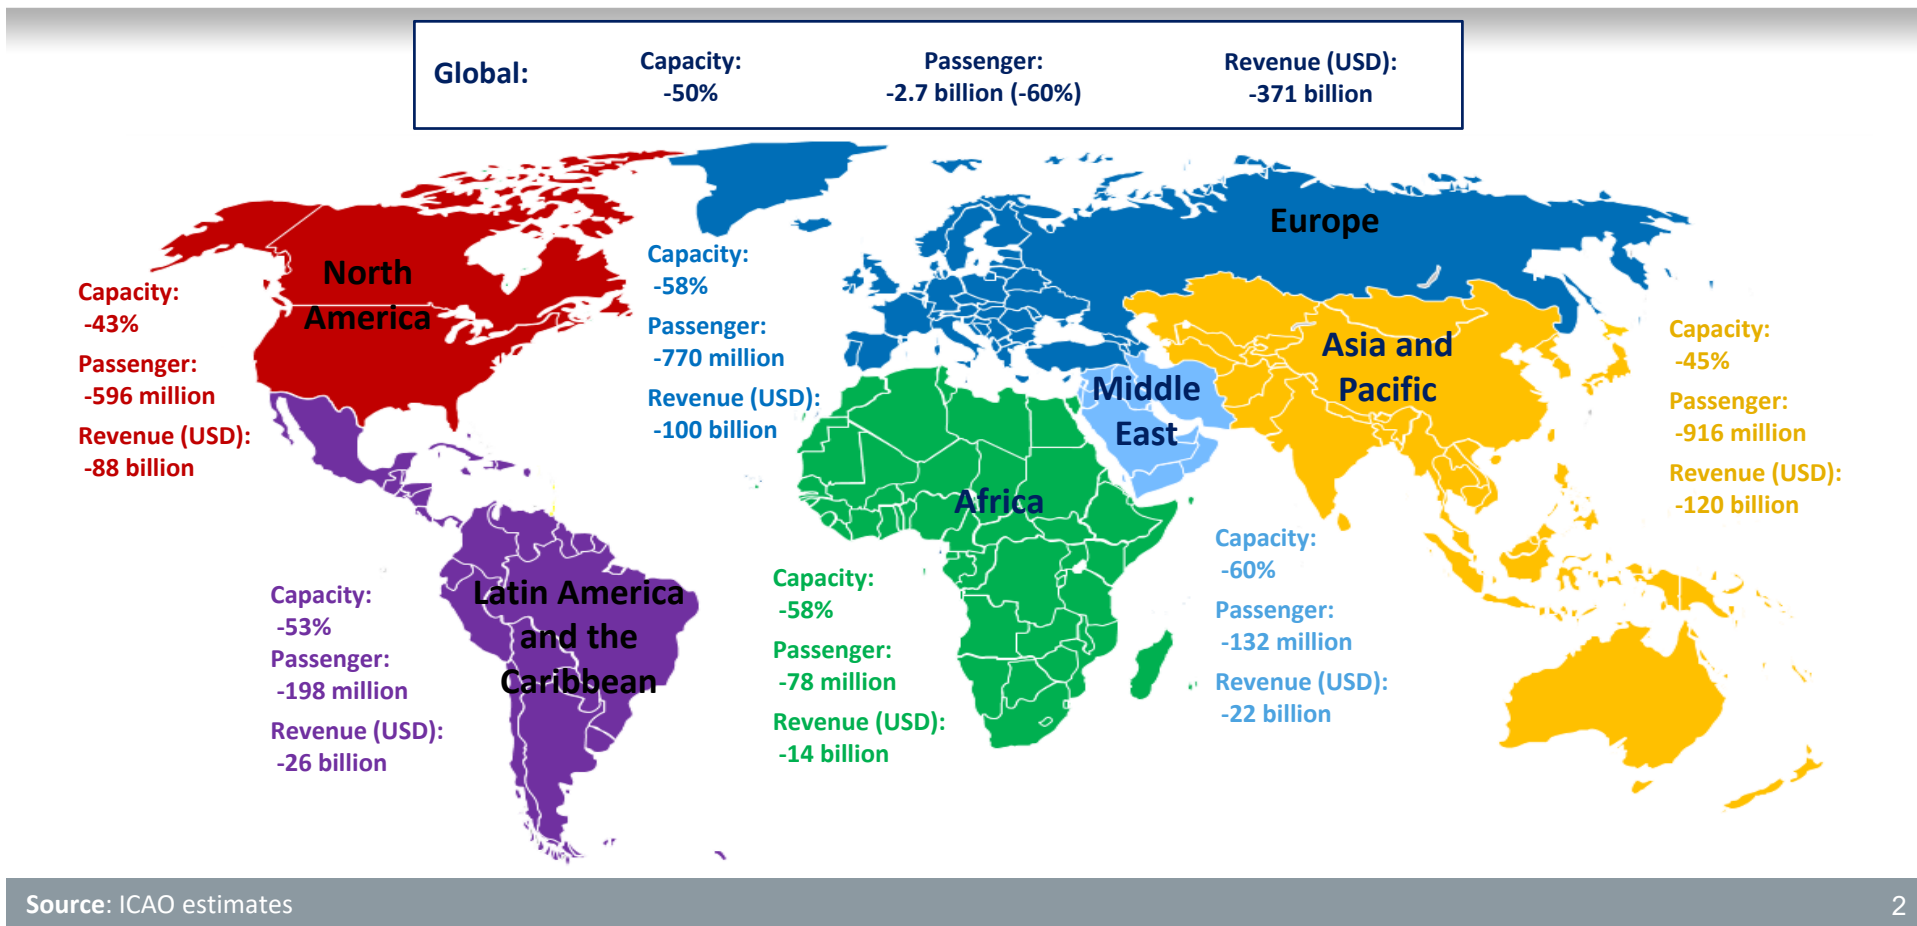 Global:
Capacity:
-50%
Passenger:
-2.7 billion (-60%)
Revenue (USD):
-371 billion
North
America
Capacity:
-43%
Passenger:
-596 million
Revenue (USD):
-88 billion
Europe
Capacity:
-58%
Passenger:
-770 million
Revenue (USD):
-100 billion
Asia and
Pacific
Capacity:
-45%
Passenger:
-916 million
Revenue (USD):
-120 billion
Middle
East
Capacity:
-60%
Passenger:
-132 million
Revenue (USD):
-22 billion
Africa
Capacity:
-58%
Passenger:
-78 million
Revenue (USD):
-14 billion
Latin America
and the
Caribbean
Capacity:
-53%
Passenger:
-198 million
Revenue (USD):
-26 billion
Source: ICAO estimates
2